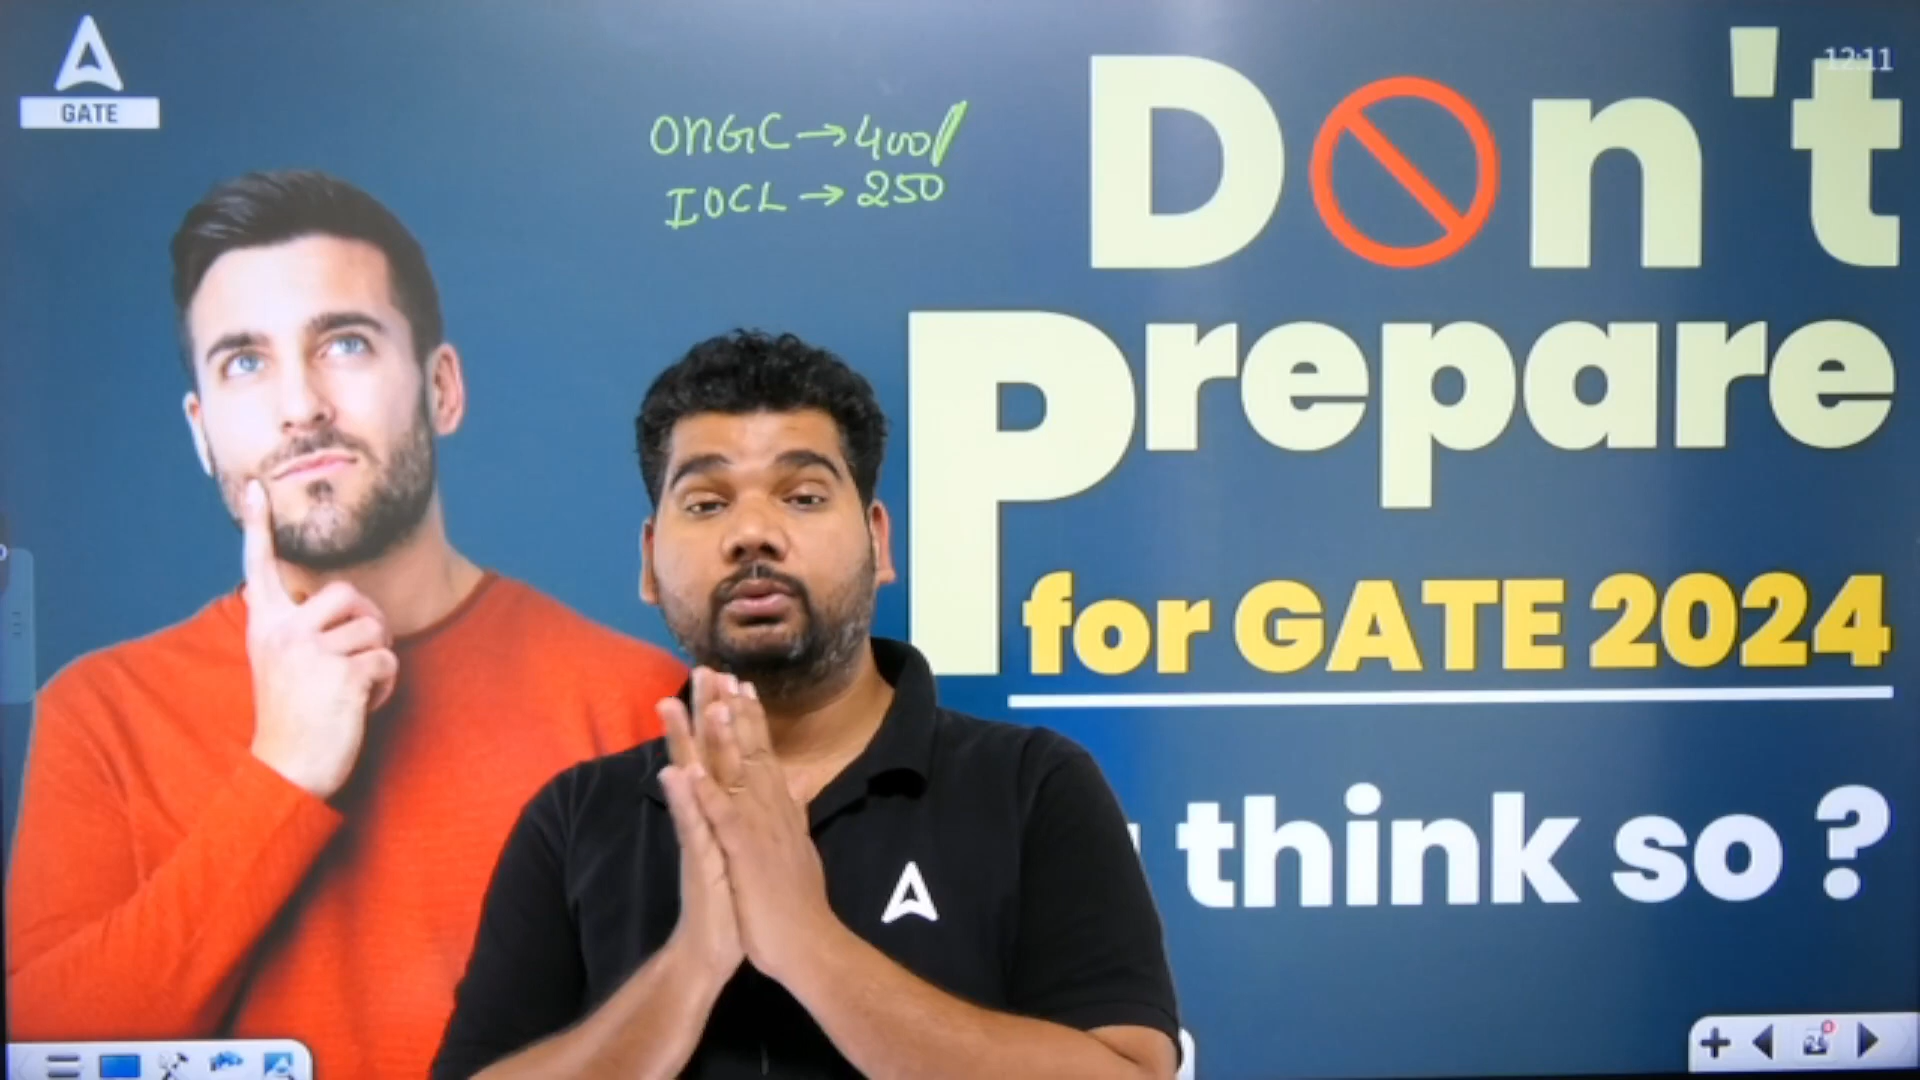 GATE
12:11
ONGC → 400
IOCL → 250
Don't
Prepare
for GATE 2024
think so ?